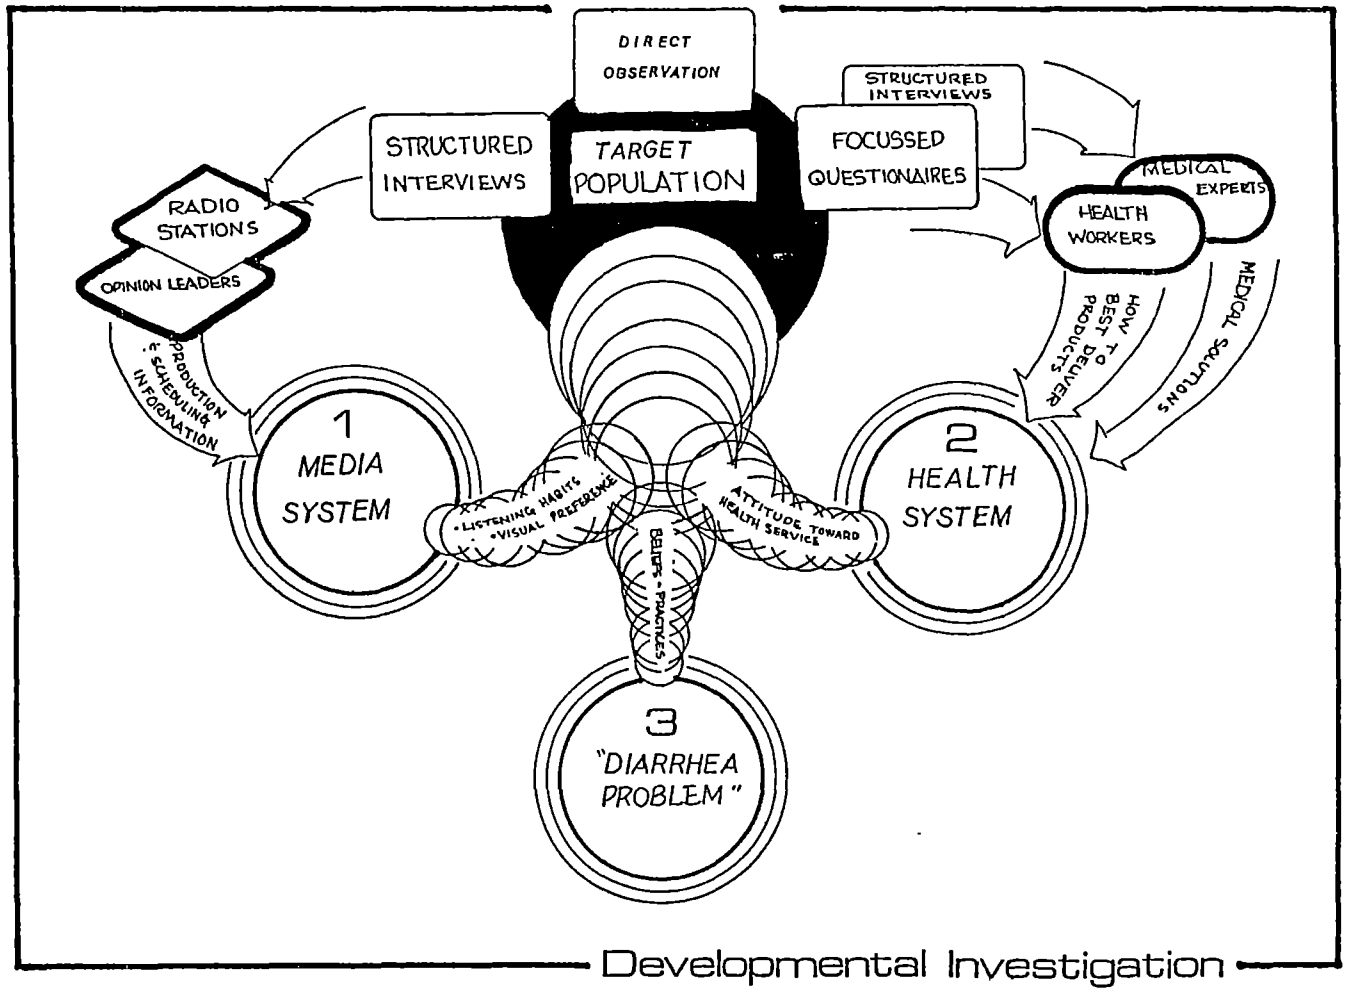 DIRECT
OBSERVATION
STRUCTURED
INTERVIEWS
TARGET
POPULATION
STRUCTURED
INTERVIEWS
FOCUSSED
QUESTIONAIRES
RADIO
STATIONS
OPINION LEADERS
MEDICAL
EXPERTS
HEALTH
WORKERS
PRODUCTION
& SCHEDULING
INFORMATION
HOW TO
BEST DELIVER
PRODUCTS
MEDICAL SOLUTIONS
1
MEDIA
SYSTEM
• LISTENING HABITS
• VISUAL PREFERENCE
ATTITUDE TOWARD
HEALTH SERVICE
2
HEALTH
SYSTEM
BELIEFS - PRACTICES
3
"DIARRHEA
PROBLEM"
Developmental Investigation